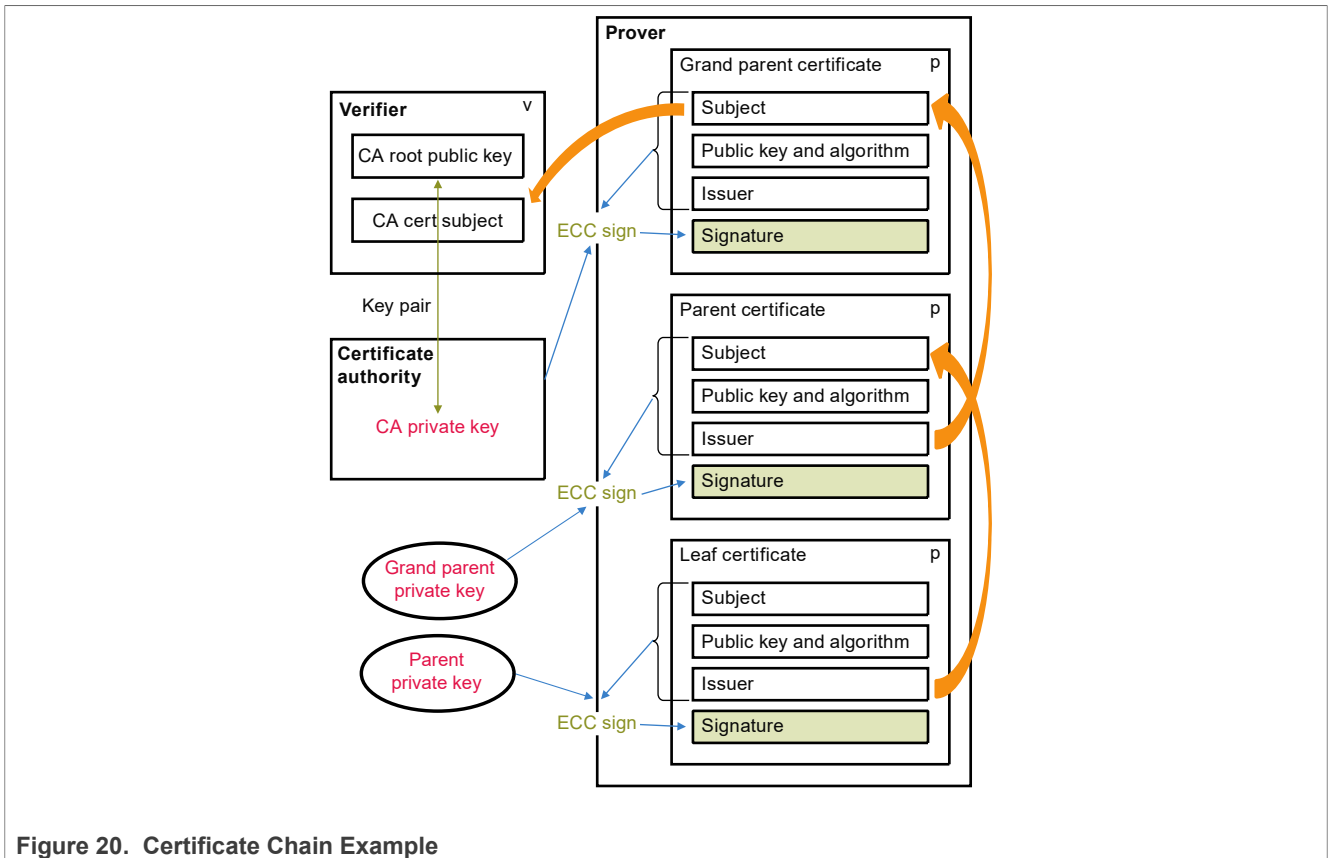 Prover
Grand parent certificate
p
Subject
Public key and algorithm
Issuer
Signature
Verifier
v
CA root public key
CA cert subject
ECC sign
Key pair
Certificate
authority
CA private key
Parent certificate
p
Subject
Public key and algorithm
Issuer
Signature
ECC sign
Grand parent
private key
Leaf certificate
p
Subject
Public key and algorithm
Issuer
Signature
Parent
private key
ECC sign
Figure 20. Certificate Chain Example